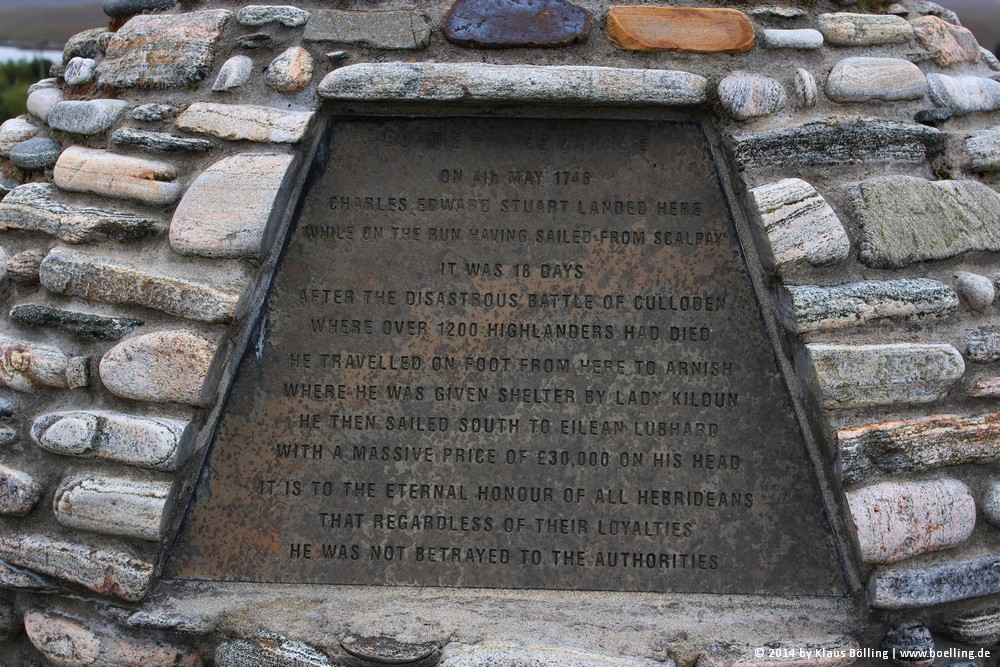 BONNIE PRINCE CHARLIE
ON 4th MAY 1746
CHARLES EDWARD STUART LANDED HERE
WHILE ON THE RUN HAVING SAILED FROM SCALPAY
IT WAS 18 DAYS
AFTER THE DISASTROUS BATTLE OF CULLODEN
WHERE OVER 1200 HIGHLANDERS HAD DIED
HE TRAVELLED ON FOOT FROM HERE TO ARNISH
WHERE HE WAS GIVEN SHELTER BY LADY KILDUN
HE THEN SAILED SOUTH TO EILEAN LUBHARD
WITH A MASSIVE PRICE OF £30,000 ON HIS HEAD
IT IS TO THE ETERNAL HONOUR OF ALL HEBRIDEANS
THAT REGARDLESS OF THEIR LOYALTIES
HE WAS NOT BETRAYED TO THE AUTHORITIES
© 2014 by Klaus Bölling | www.boelling.de